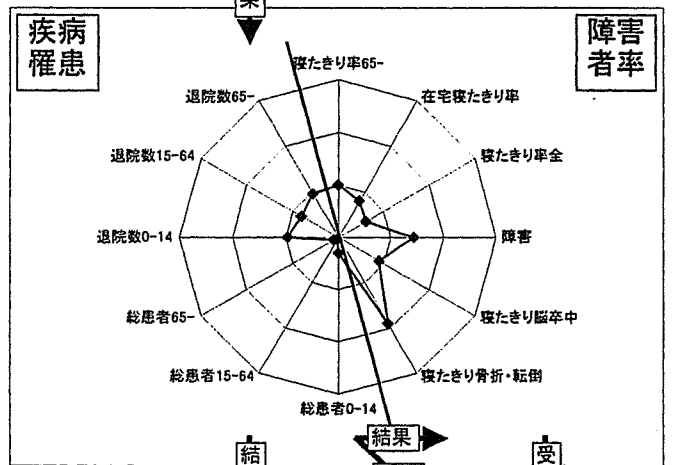 果
疾病
罹患
障害
者率
寝たきり率65-
退院数65-
在宅寝たきり率
退院数15-64
寝たきり率全
退院数0-14
障害
総患者65-
寝たきり脳卒中
総患者15-64
寝たきり骨折・転倒
総患者0-14
結果
結
受